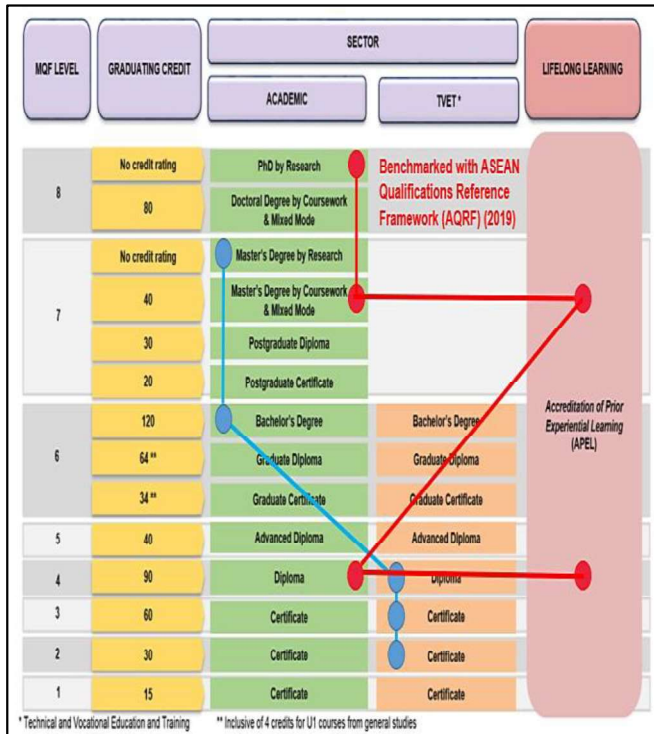 SECTOR
MQF LEVEL
GRADUATING CREDIT
LIFELONG LEARNING
ACADEMIC
TVET *
8
No credit rating
PhD by Research
Benchmarked with ASEAN
Qualifications Reference
Framework (AQRF) (2019)
80
Doctoral Degree by Coursework
& Mixed Mode
7
No credit rating
Master's Degree by Research
40
Master's Degree by Coursework
& Mixed Mode
30
Postgraduate Diploma
20
Postgraduate Certificate
Accreditation of Prior
Experiential Learning
(APEL)
6
120
Bachelor's Degree
Bachelor's Degree
64 **
Graduate Diploma
Graduate Diploma
34 **
Graduate Certificate
Graduate Certificate
5
40
Advanced Diploma
Advanced Diploma
4
90
Diploma
Diploma
3
60
Certificate
Certificate
2
30
Certificate
Certificate
1
15
Certificate
Certificate
* Technical and Vocational Education and Training
** Inclusive of 4 credits for U1 courses from general studies